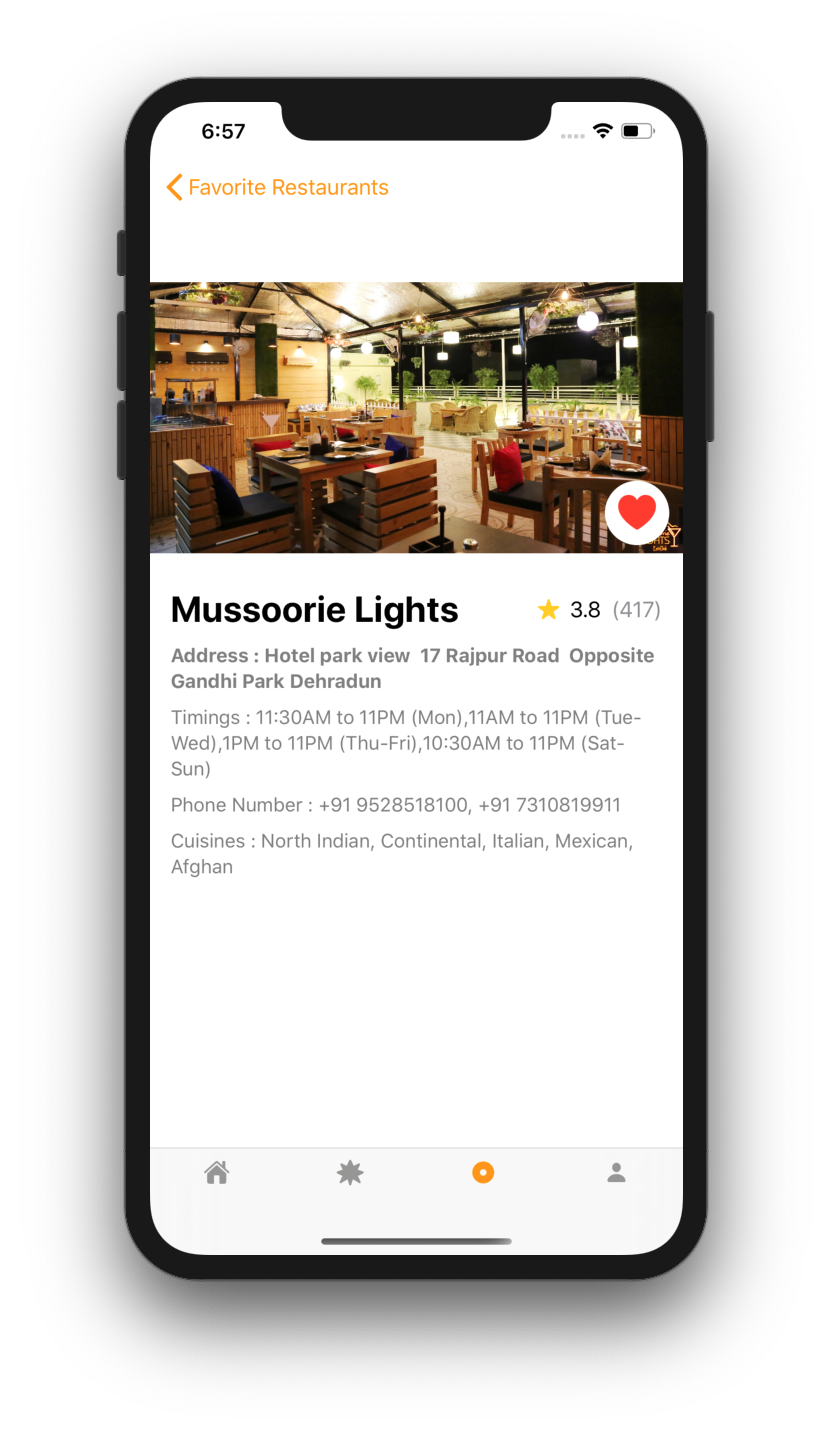 6:57
Favorite Restaurants
Mussoorie Lights
3.8 (417)
Address : Hotel park view  17 Rajpur Road  Opposite
Gandhi Park Dehradun
Timings : 11:30AM to 11PM (Mon),11AM to 11PM (Tue-
Wed),1PM to 11PM (Thu-Fri),10:30AM to 11PM (Sat-
Sun)
Phone Number : +91 9528518100, +91 7310819911
Cuisines : North Indian, Continental, Italian, Mexican,
Afghan